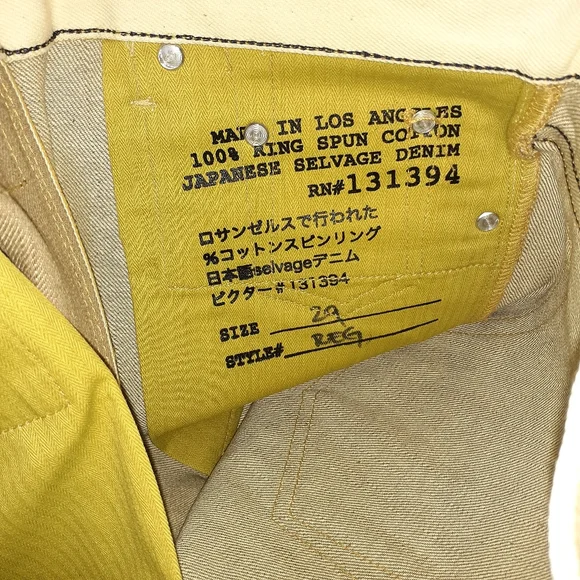 MADE IN LOS ANGELES
100% RING SPUN COTTON
JAPANESE SELVAGE DENIM
RN#131394
ロサンゼルスで行われた
%コットンスピンリング
日本語selvageデニム
ビクター#131394
SIZE 29
STYLE# REG